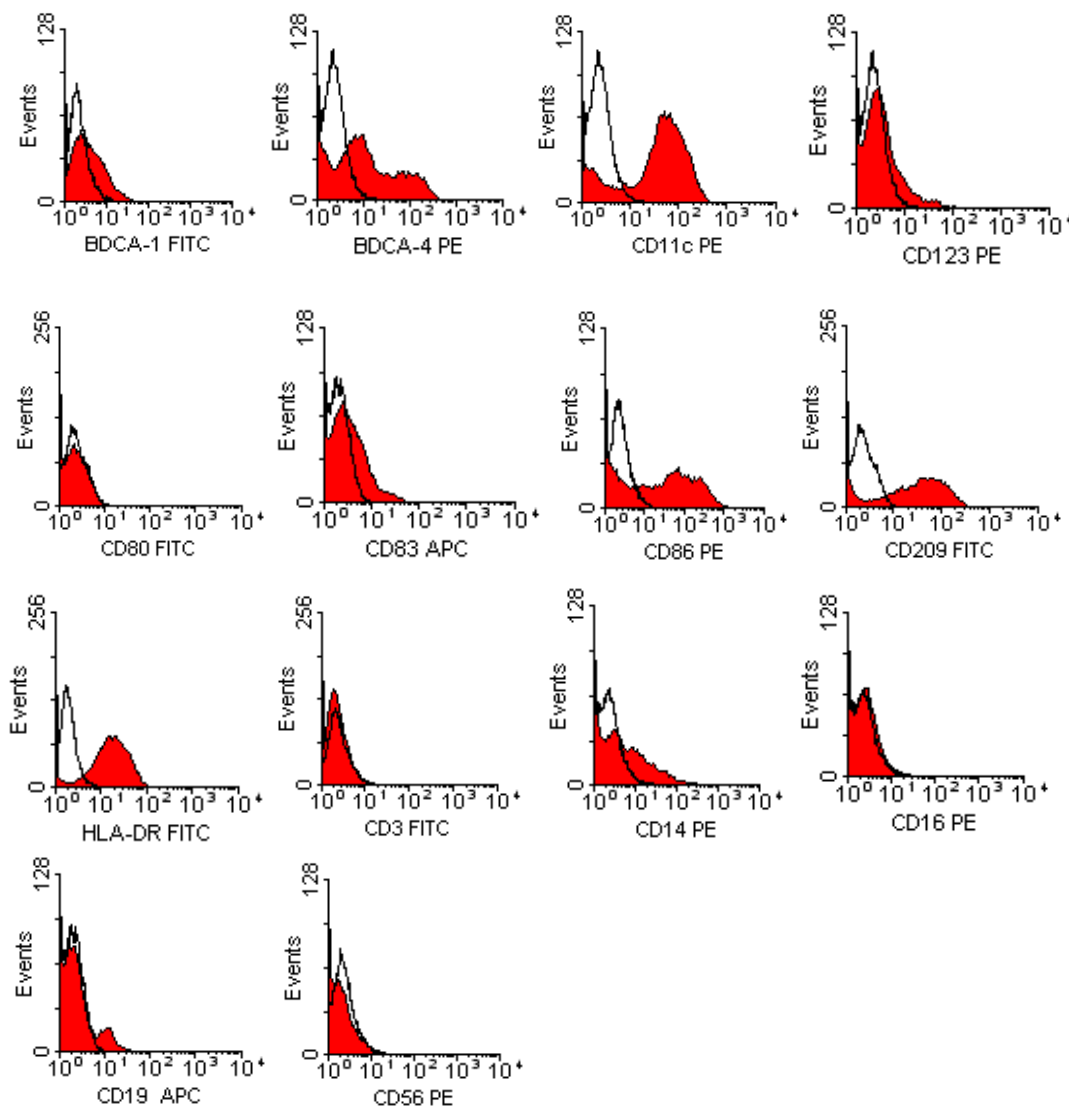 128
Events
0
10⁰ 10¹ 10² 10³ 10⁴
BDCA-1 FITC
128
Events
0
10⁰ 10¹ 10² 10³ 10⁴
BDCA-4 PE
128
Events
0
10⁰ 10¹ 10² 10³ 10⁴
CD11c PE
128
Events
0
10⁰ 10¹ 10² 10³ 10⁴
CD123 PE
256
Events
0
10⁰ 10¹ 10² 10³ 10⁴
CD80 FITC
128
Events
0
10⁰ 10¹ 10² 10³ 10⁴
CD83 APC
128
Events
0
10⁰ 10¹ 10² 10³ 10⁴
CD86 PE
256
Events
0
10⁰ 10¹ 10² 10³ 10⁴
CD209 FITC
256
Events
0
10⁰ 10¹ 10² 10³ 10⁴
HLA-DR FITC
256
Events
0
10⁰ 10¹ 10² 10³ 10⁴
CD3 FITC
128
Events
0
10⁰ 10¹ 10² 10³ 10⁴
CD14 PE
128
Events
0
10⁰ 10¹ 10² 10³ 10⁴
CD16 PE
128
Events
0
10⁰ 10¹ 10² 10³ 10⁴
CD19 APC
128
Events
0
10⁰ 10¹ 10² 10³ 10⁴
CD56 PE